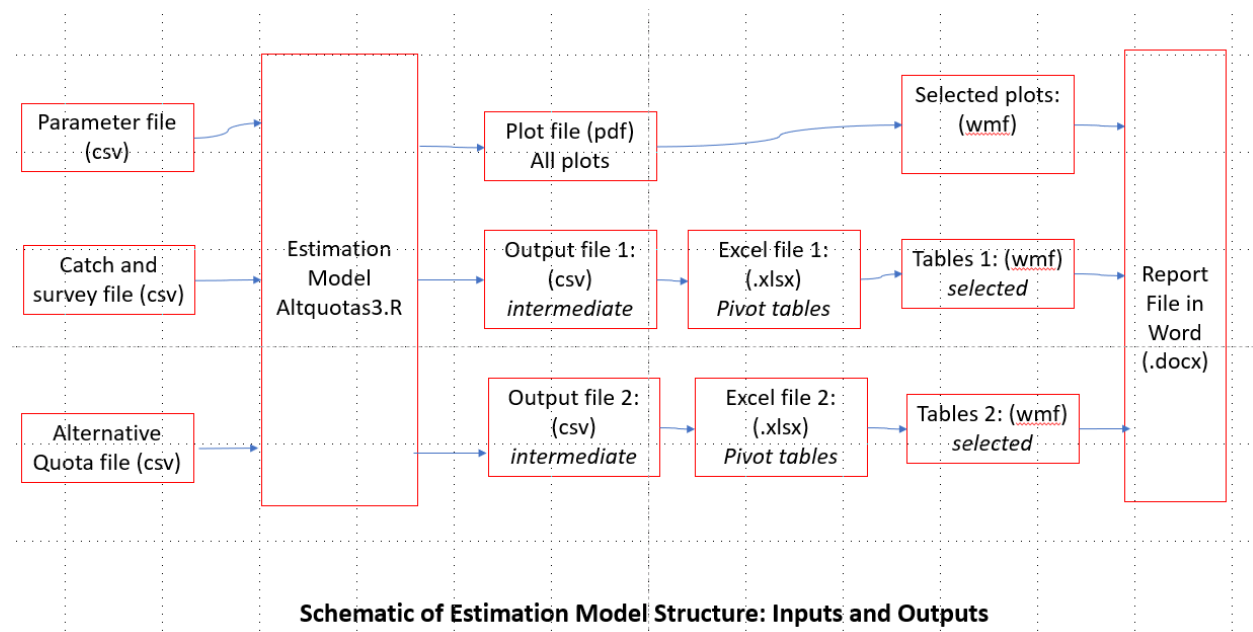 Parameter file
(csv)
Catch and
survey file (csv)
Alternative
Quota file (csv)
Estimation
Model
Altquotas3.R
Plot file (pdf)
All plots
Output file 1:
(csv)
intermediate
Output file 2:
(csv)
intermediate
Excel file 1:
(.xlsx)
Pivot tables
Excel file 2:
(.xlsx)
Pivot tables
Selected plots:
(wmf)
Tables 1: (wmf)
selected
Tables 2: (wmf)
selected
Report
File in
Word
(.docx)
Schematic of Estimation Model Structure: Inputs and Outputs